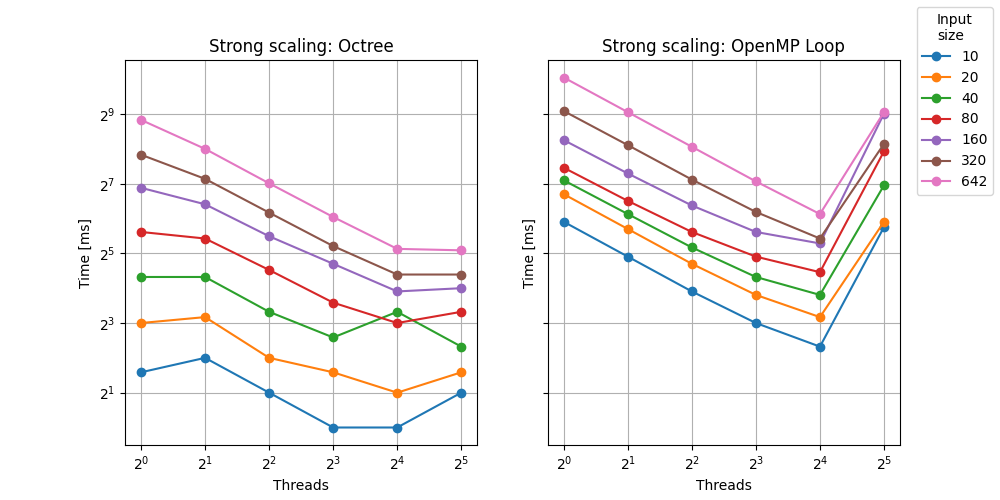 Strong scaling: Octree
Time [ms]
2^9
2^7
2^5
2^3
2^1
2^0 2^1 2^2 2^3 2^4 2^5
Threads
Strong scaling: OpenMP Loop
Time [ms]
2^0 2^1 2^2 2^3 2^4 2^5
Threads
Input
size
10
20
40
80
160
320
642